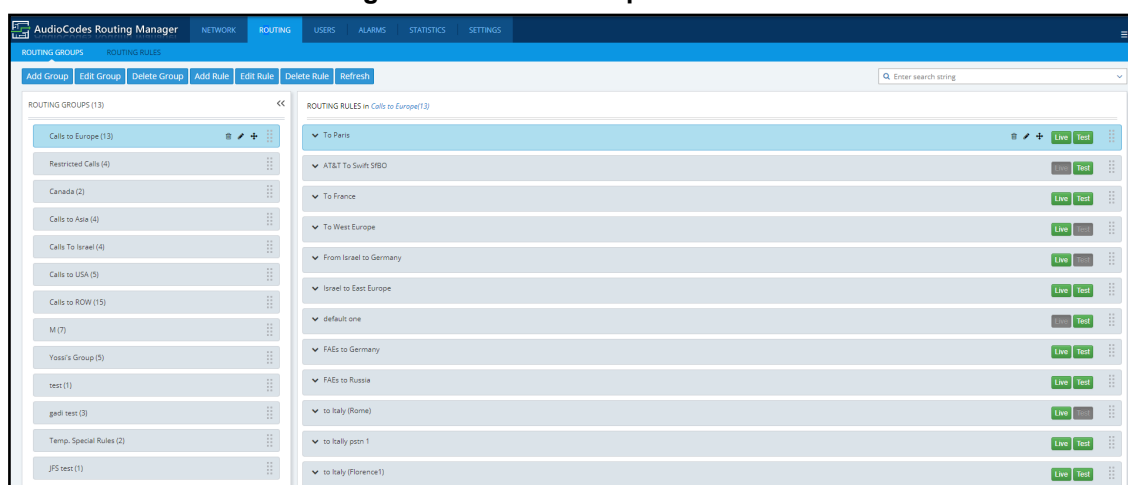 AudioCodes Routing Manager NETWORK ROUTING USERS ALARMS STATISTICS SETTINGS
ROUTING GROUPS ROUTING RULES
Add Group Edit Group Delete Group Add Rule Edit Rule Delete Rule Refresh Enter search string
ROUTING GROUPS (13)
Calls to Europe (13)
Restricted Calls (4)
Canada (2)
Calls to Asia (4)
Calls To Israel (4)
Calls to USA (5)
Calls to ROW (15)
M (7)
Yossi's Group (5)
test (1)
gadi test (3)
Temp. Special Rules (2)
JFS test (1)
ROUTING RULES in Calls to Europe(13)
To Paris Live Test
AT&T To Swift SfBO Live Test
To France Live Test
To West Europe Live Test
From Israel to Germany Live Test
Israel to East Europe Live Test
default one Live Test
FAEs to Germany Live Test
FAEs to Russia Live Test
to Italy (Rome) Live Test
to Itally pstn 1 Live Test
to Italy (Florence1) Live Test